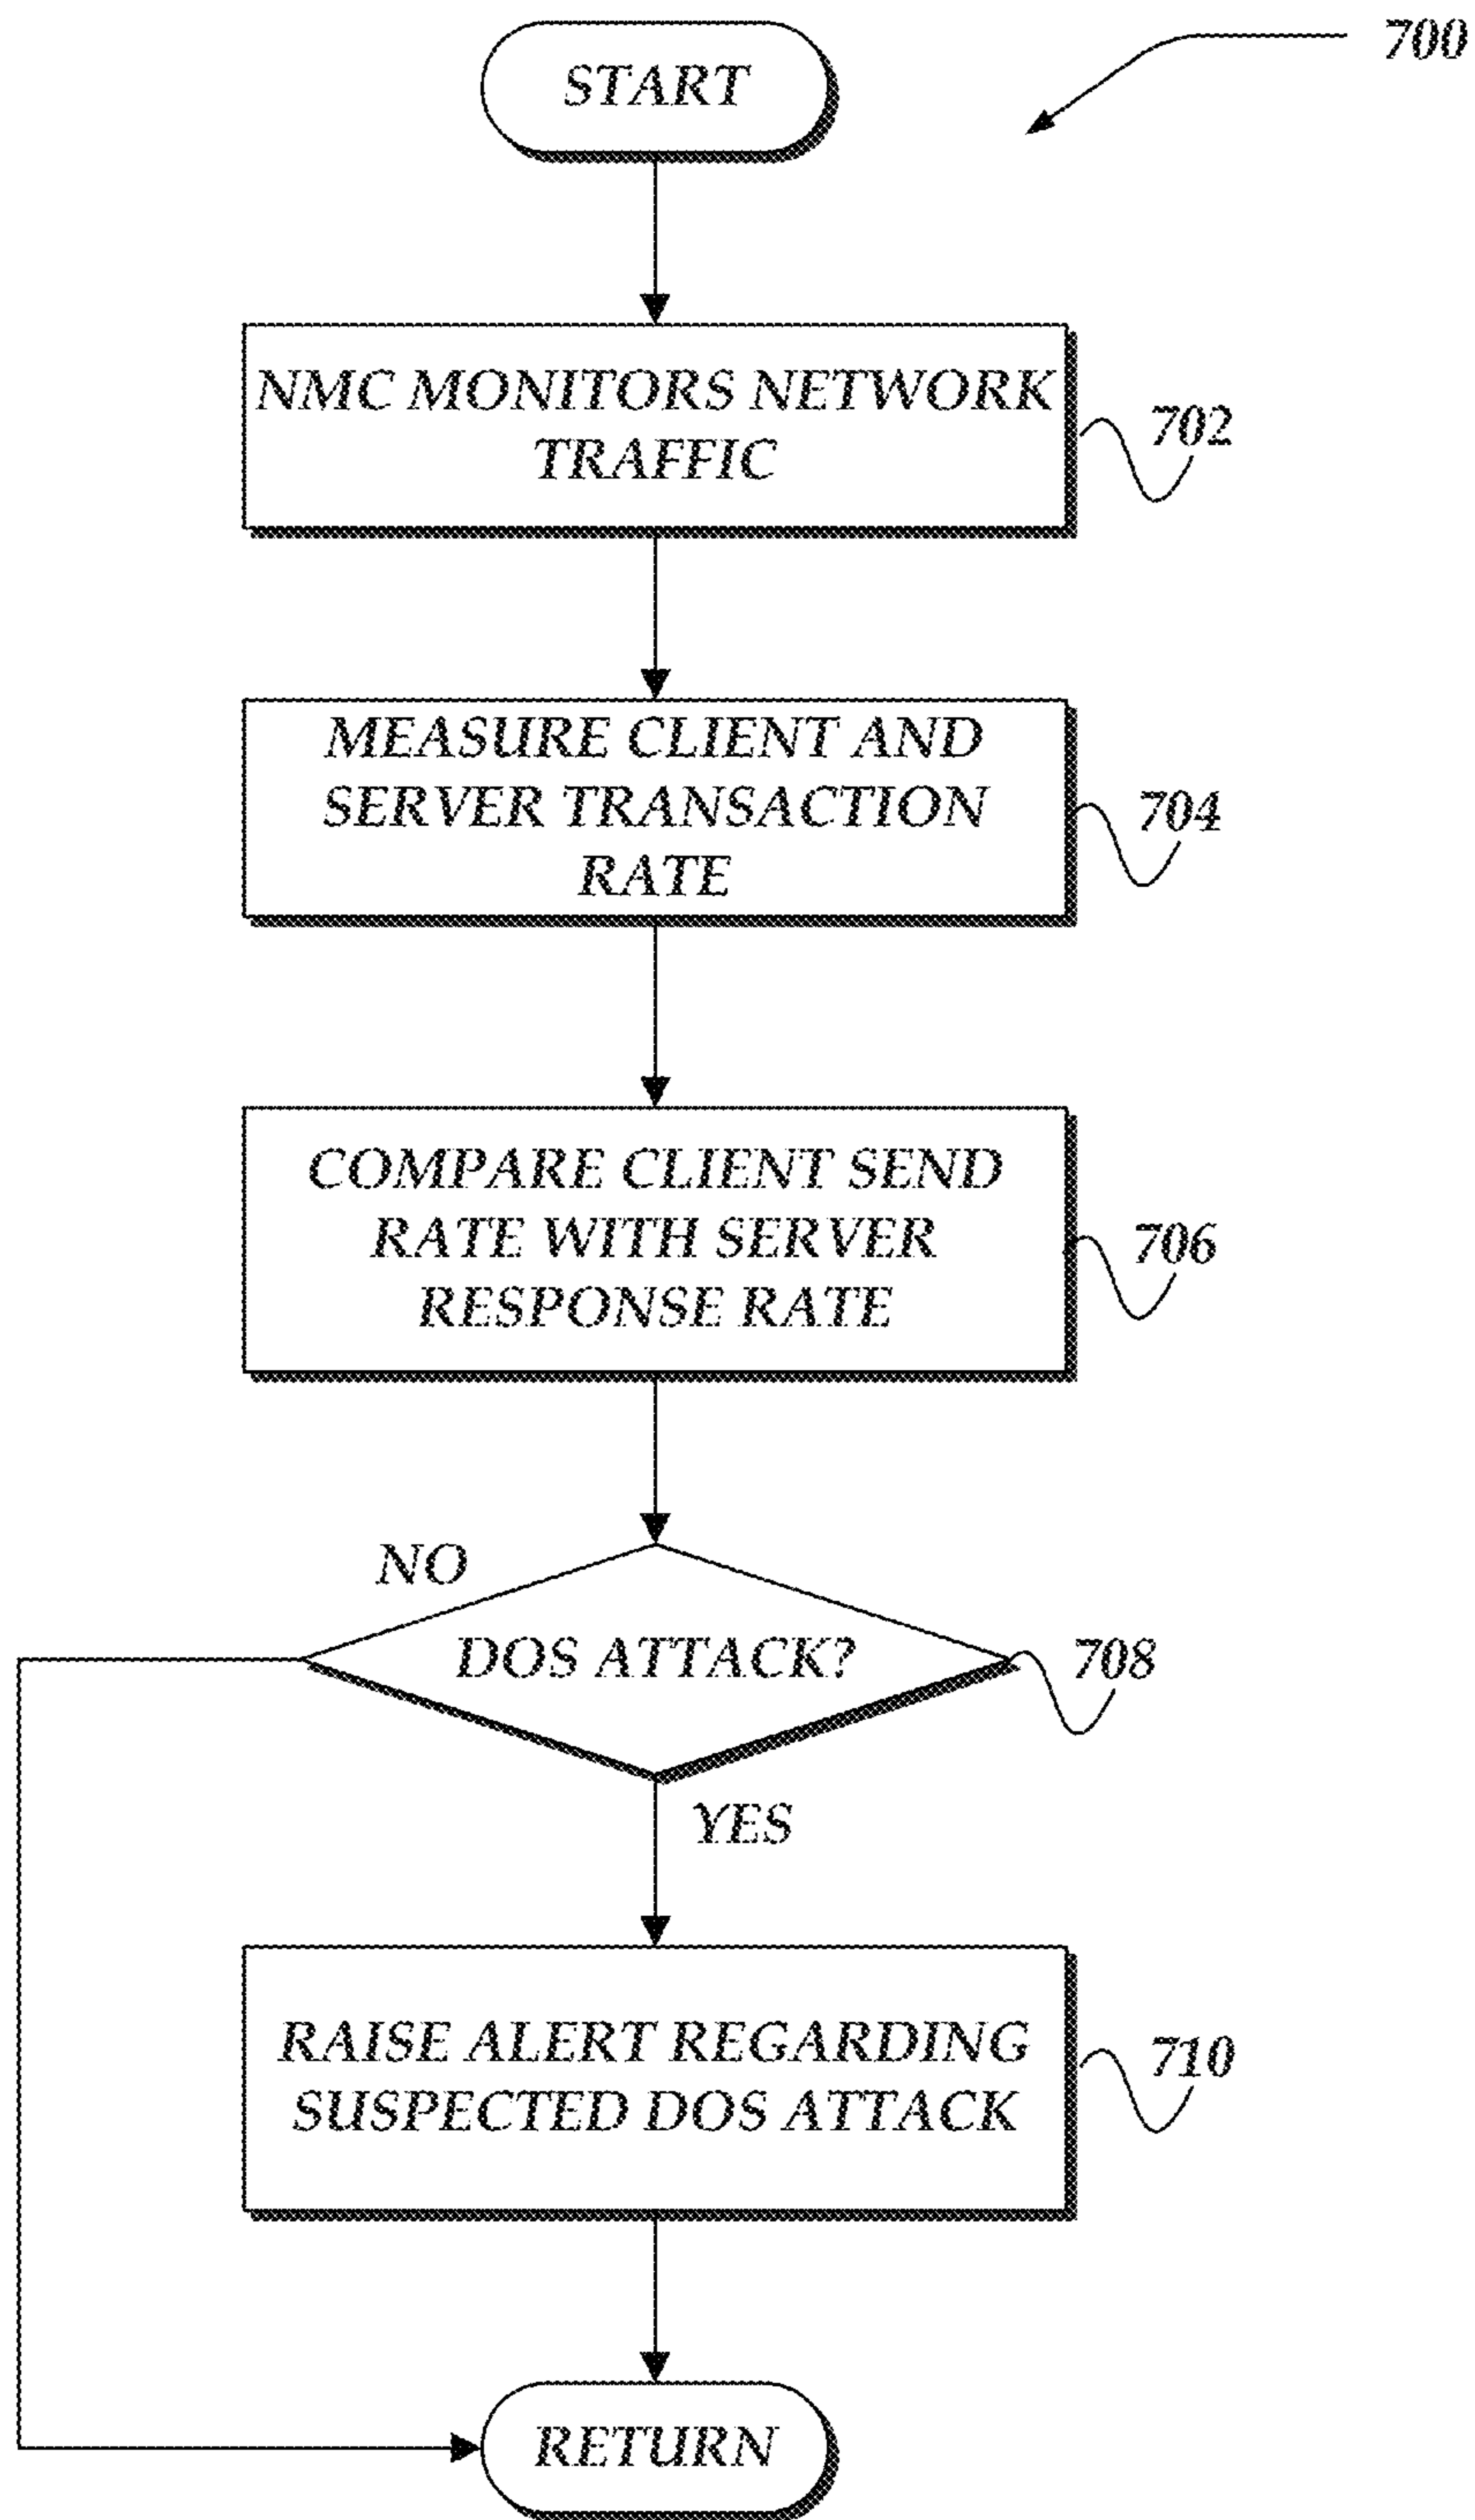 700
START
NMC MONITORS NETWORK
TRAFFIC
702
MEASURE CLIENT AND
SERVER TRANSACTION
RATE
704
COMPARE CLIENT SEND
RATE WITH SERVER
RESPONSE RATE
706
NO
DOS ATTACK?
708
YES
RAISE ALERT REGARDING
SUSPECTED DOS ATTACK
710
RETURN